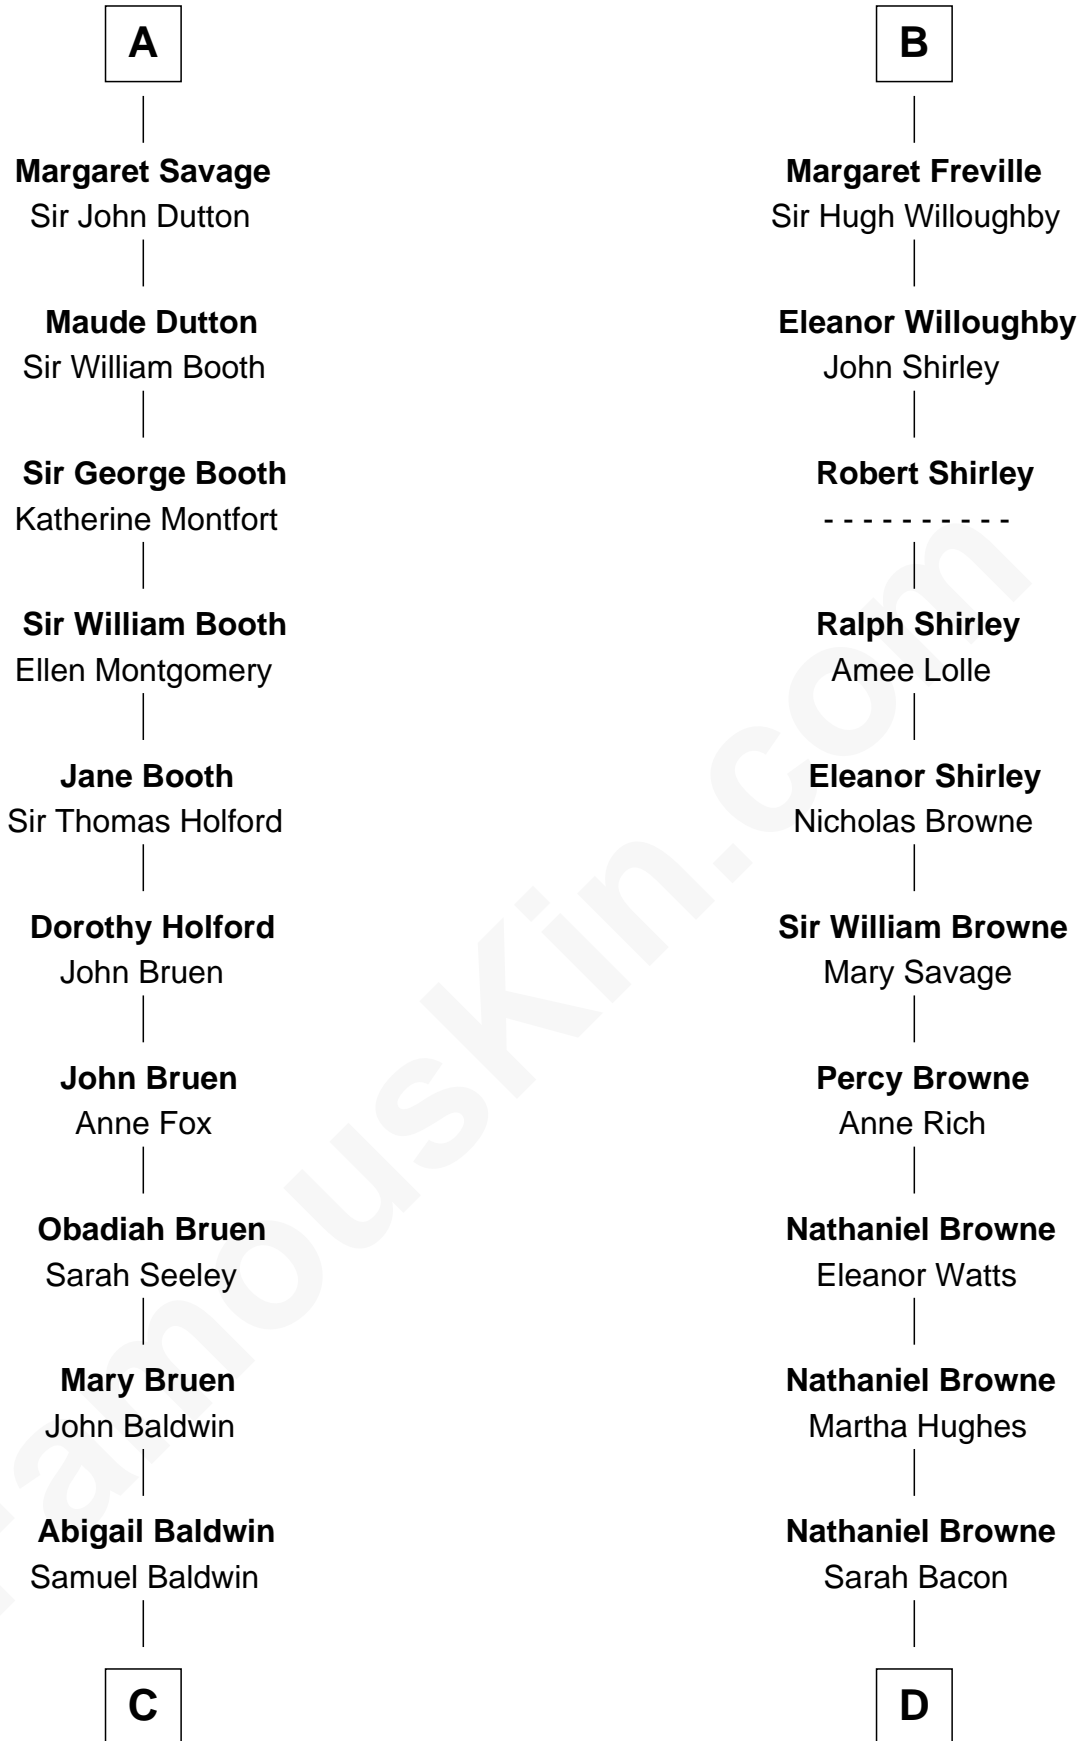 A
Margaret Savage
Sir John Dutton
Maude Dutton
Sir William Booth
Sir George Booth
Katherine Montfort
Sir William Booth
Ellen Montgomery
Jane Booth
Sir Thomas Holford
Dorothy Holford
John Bruen
John Bruen
Anne Fox
Obadiah Bruen
Sarah Seeley
Mary Bruen
John Baldwin
Abigail Baldwin
Samuel Baldwin
C
B
Margaret Freville
Sir Hugh Willoughby
Eleanor Willoughby
John Shirley
Robert Shirley
- - - - - - - - - -
Ralph Shirley
Amee Lolle
Eleanor Shirley
Nicholas Browne
Sir William Browne
Mary Savage
Percy Browne
Anne Rich
Nathaniel Browne
Eleanor Watts
Nathaniel Browne
Martha Hughes
Nathaniel Browne
Sarah Bacon
D
FamousKin.com